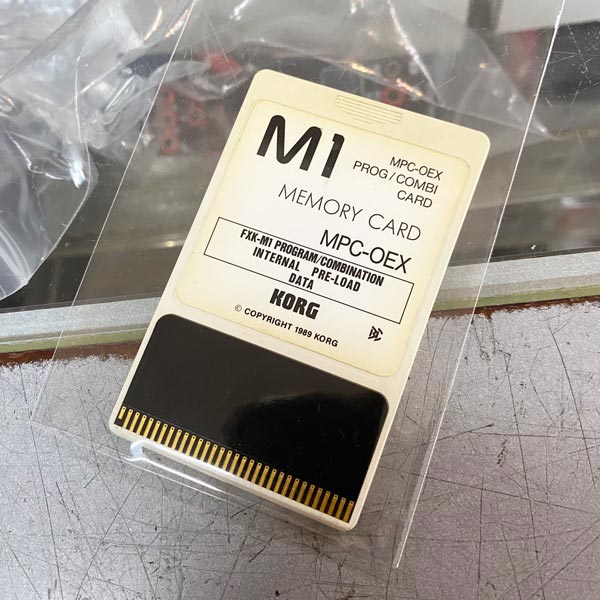 M1
MPC-OEX
PROG/COMBI
CARD
MEMORY CARD
MPC-OEX
FXK-M1 PROGRAM/COMBINATION
INTERNAL PRE-LOAD
DATA
KORG
© COPYRIGHT 1989 KORG